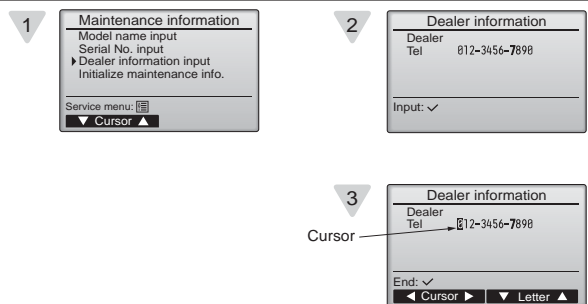 1
Maintenance information
Model name input
Serial No. input
Dealer information input
Initialize maintenance info.
Service menu:
▼ Cursor ▲
2
Dealer information
Dealer
Tel 012-3456-7890
Input: ✓
3
Dealer information
Dealer
Tel 012-3456-7890
Cursor
End: ✓
◀ Cursor ▶ ▼ Letter ▲